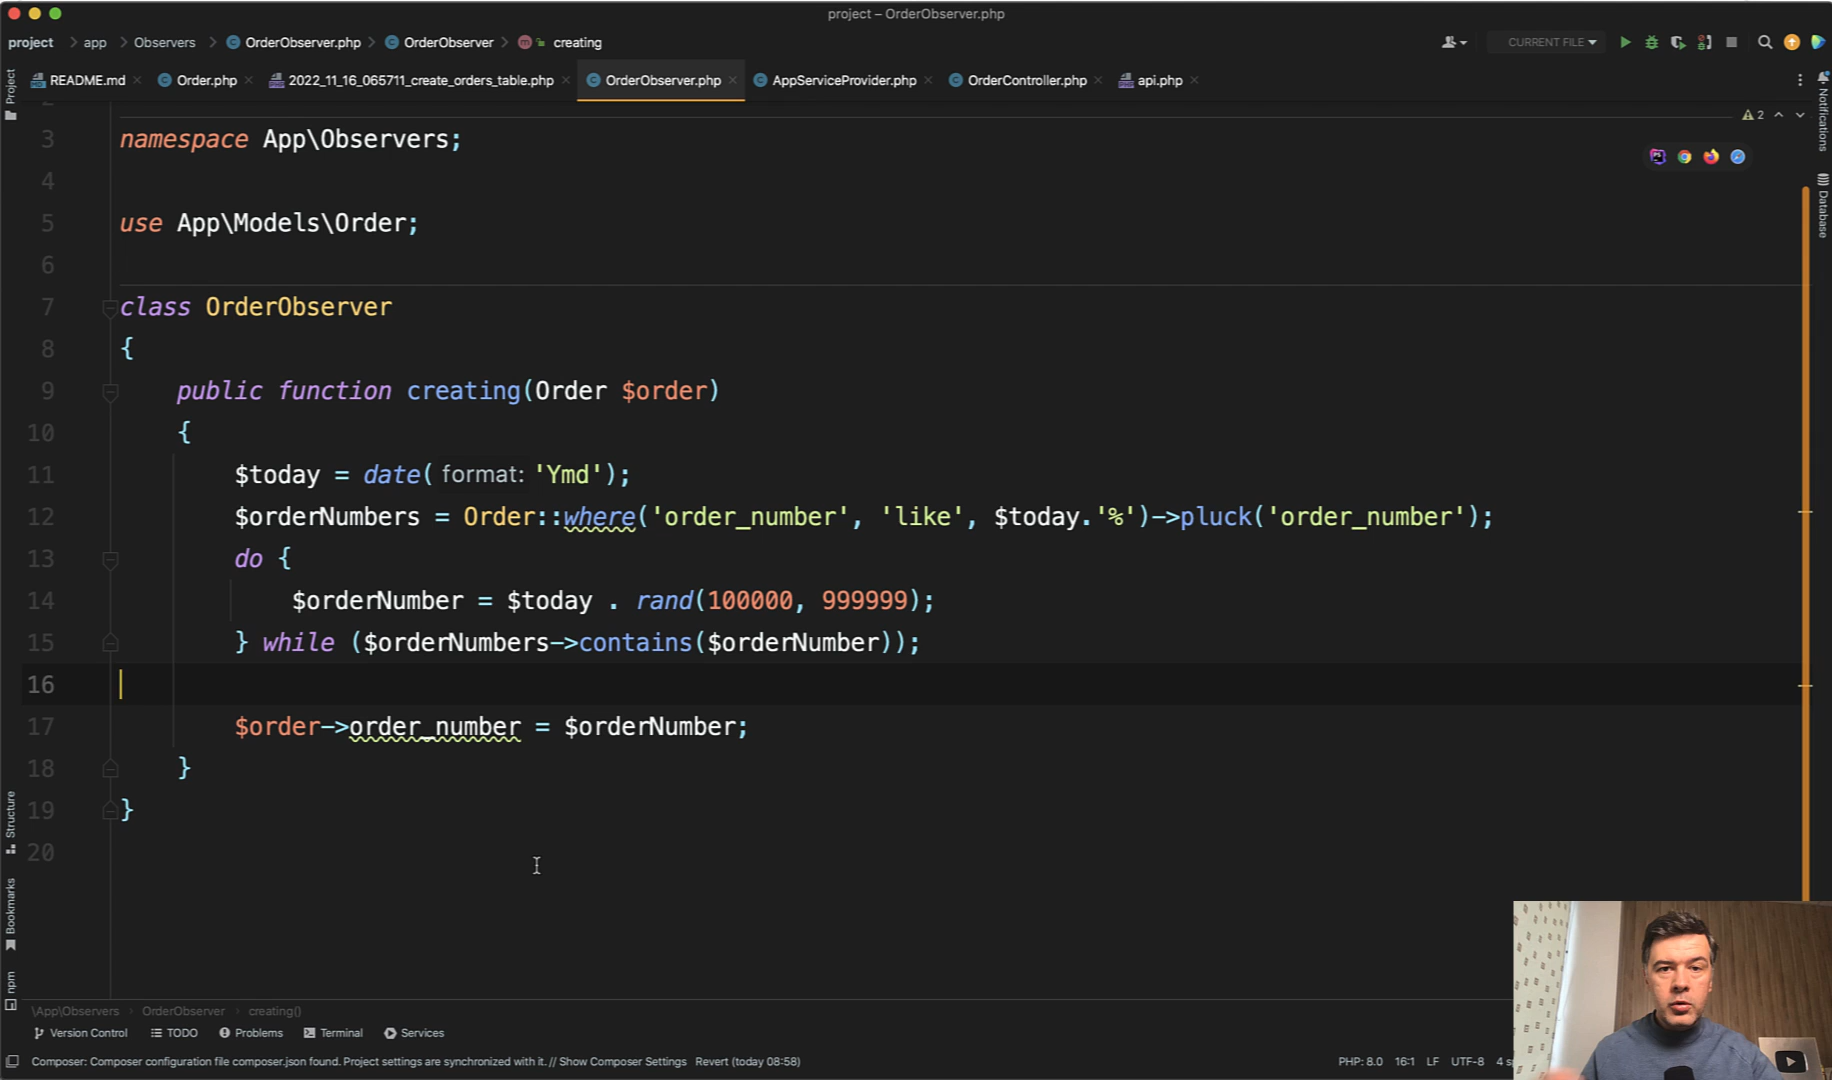 project – OrderObserver.php
project > app > Observers > OrderObserver.php > OrderObserver > creating
CURRENT FILE
README.md Order.php 2022_11_16_065711_create_orders_table.php OrderObserver.php AppServiceProvider.php OrderController.php api.php
Project
Notifications
Database
2
3 namespace App\Observers;
4
5 use App\Models\Order;
6
7 class OrderObserver
8 {
9 public function creating(Order $order)
10 {
11 $today = date( format: 'Ymd');
12 $orderNumbers = Order::where('order_number', 'like', $today.'%')->pluck('order_number');
13 do {
14 $orderNumber = $today . rand(100000, 999999);
15 } while ($orderNumbers->contains($orderNumber));
16
17 $order->order_number = $orderNumber;
18 }
19 }
20
Structure
Bookmarks
npm
\App\Observers > OrderObserver > creating()
Version Control TODO Problems Terminal Services
Composer: Composer configuration file composer.json found. Project settings are synchronized with it. // Show Composer Settings Revert (today 08:58)
PHP: 8.0 16:1 LF UTF-8 4